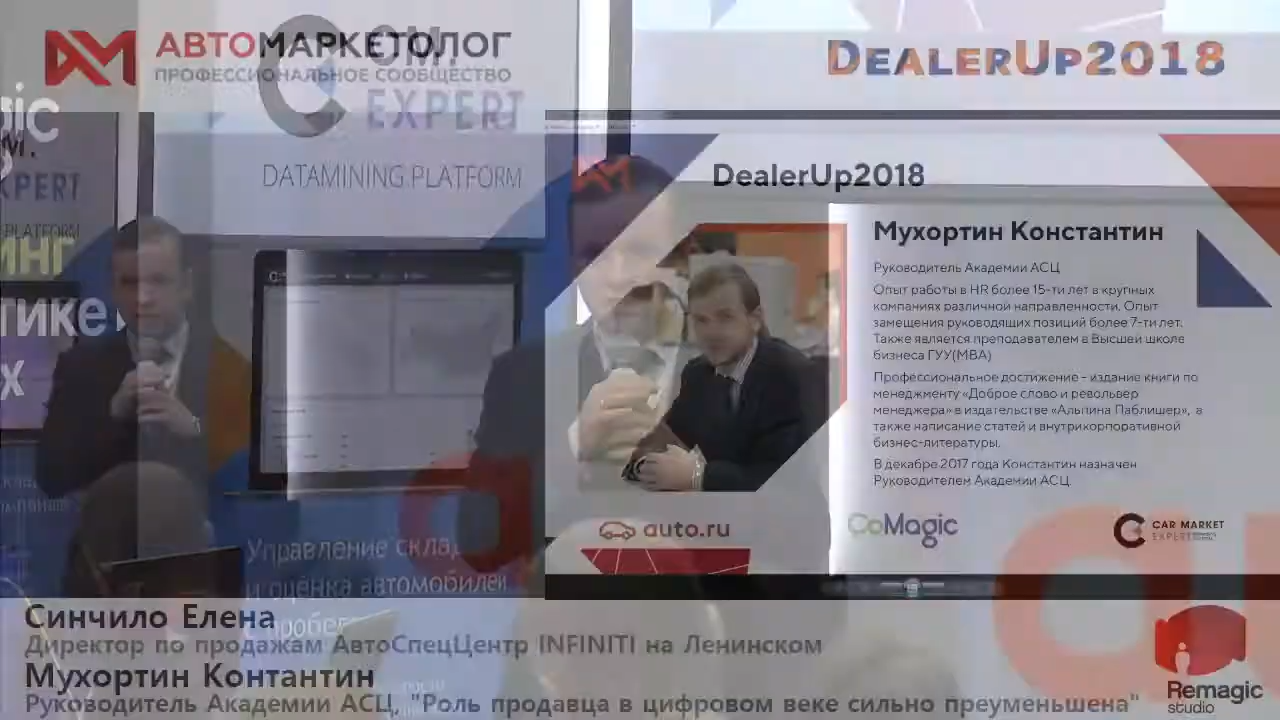 АВТОМАРКЕТОЛОГ
ПРОФЕССИОНАЛЬНОЕ СООБЩЕСТВО
DEALERUP2018
EXPERT
DATAMINING PLATFORM
DealerUp2018
Мухортин Константин
Руководитель Академии АСЦ
Опыт работы в HR более 15-ти лет в крупных
компаниях различной направленности. Опыт
замещения руководящих позиций более 7-ти лет.
Также является преподавателем в Высшей школе
бизнеса ГУУ(МВА)
Профессиональное достижение – издание книги по
менеджменту «Доброе слово и револьвер
менеджера» в издательстве «Альпина Паблишер», а
также написание статей и внутрикорпоративной
бизнес-литературы.
В декабре 2017 года Константин назначен
Руководителем Академии АСЦ
auto.ru
CoMagic
CAR MARKET
EXPERT
Управление скла
и оценка автомобилей
с пробег
Синчило Елена
Директор по продажам АвтоСпецЦентр INFINITI на Ленинском
Мухортин Контантин
Руководитель Академии АСЦ, "Роль продавца в цифровом веке сильно преуменьшена"
Remagic
studio